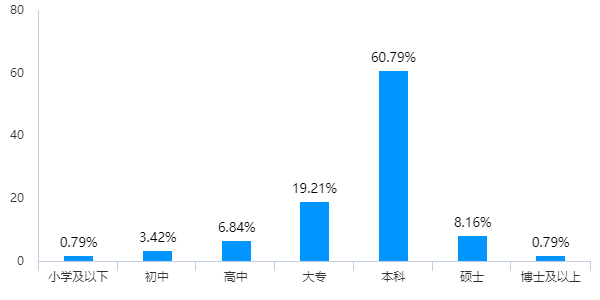 80
60
40
20
0
60.79%
19.21%
8.16%
6.84%
3.42%
0.79%
0.79%
小学及以下
初中
高中
大专
本科
硕士
博士及以上